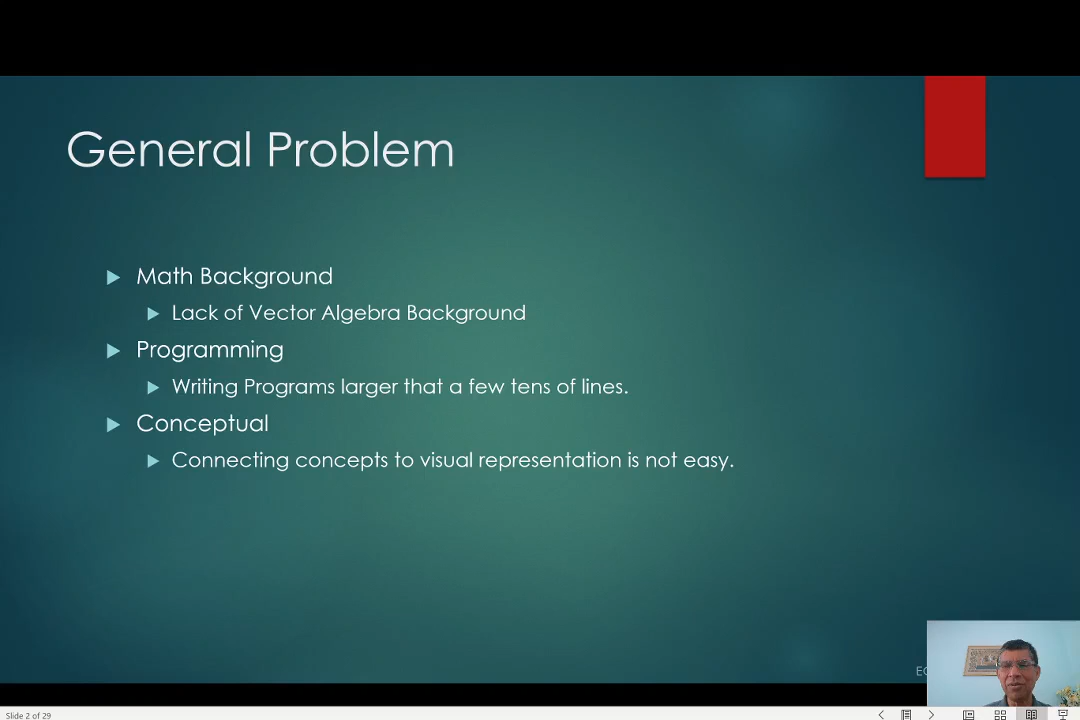 General Problem
Math Background
Lack of Vector Algebra Background
Programming
Writing Programs larger that a few tens of lines.
Conceptual
Connecting concepts to visual representation is not easy.
Slide 2 of 29